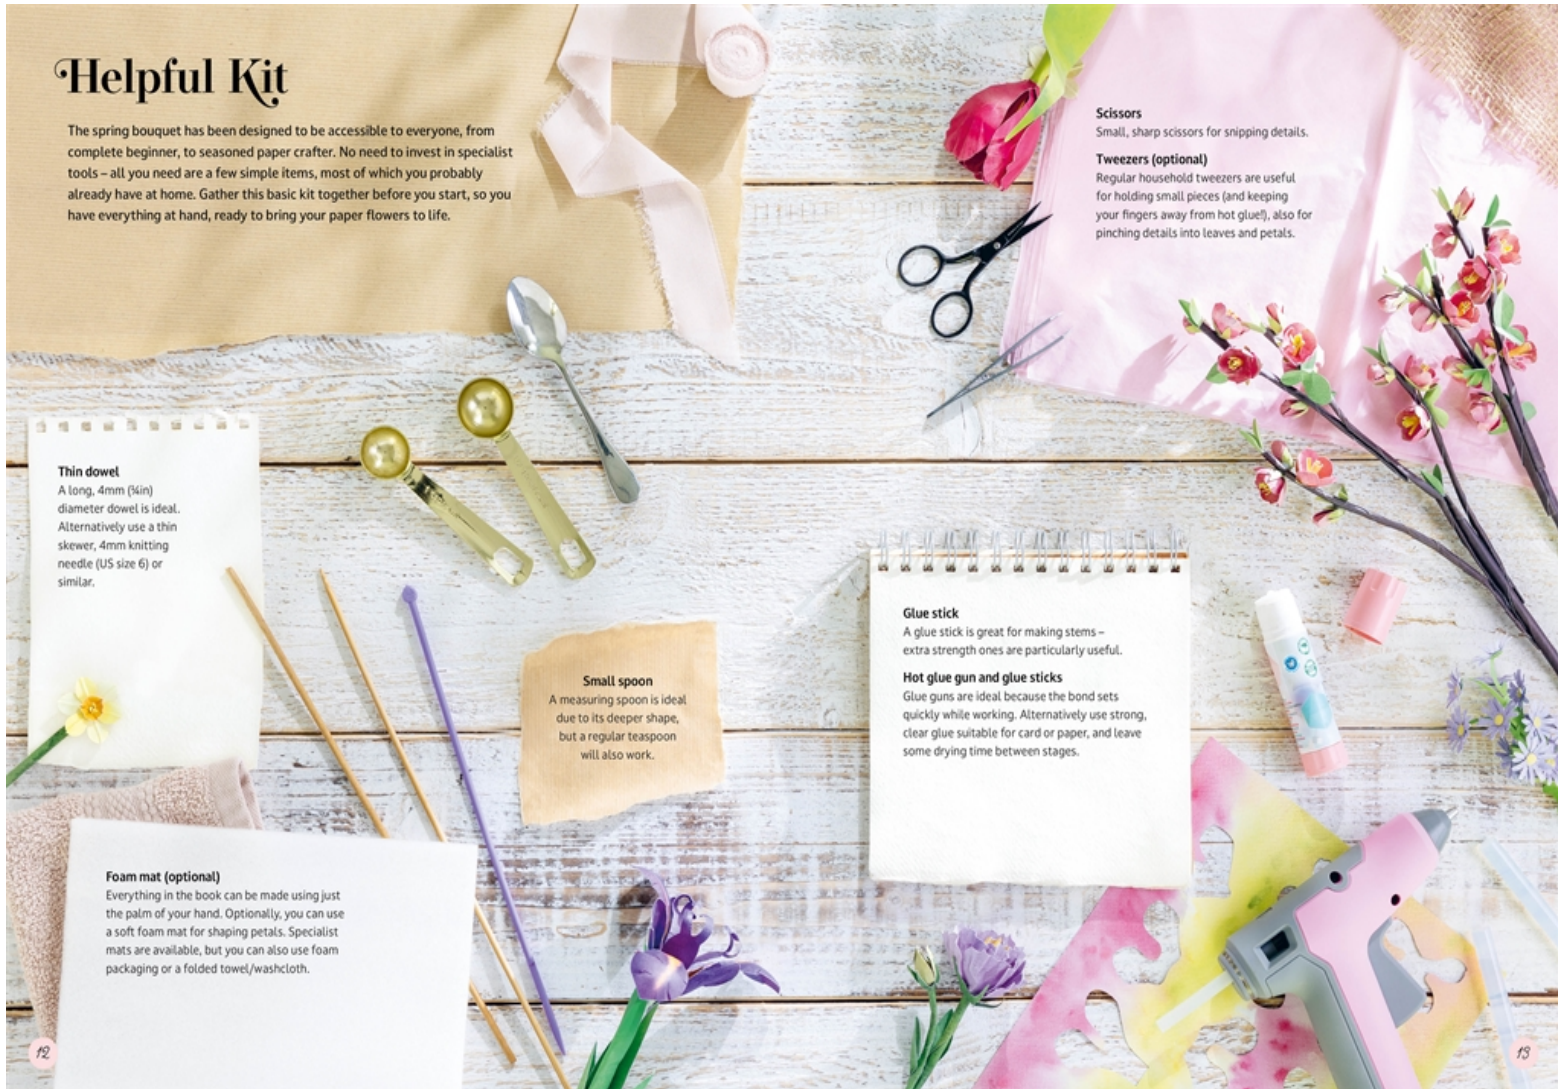 Helpful Kit
The spring bouquet has been designed to be accessible to everyone, from
complete beginner, to seasoned paper crafter. No need to invest in specialist
tools – all you need are a few simple items, most of which you probably
already have at home. Gather this basic kit together before you start, so you
have everything at hand, ready to bring your paper flowers to life.
Thin dowel
A long, 4mm (⅛in)
diameter dowel is ideal.
Alternatively use a thin
skewer, 4mm knitting
needle (US size 6) or
similar.
Small spoon
A measuring spoon is ideal
due to its deeper shape,
but a regular teaspoon
will also work.
Foam mat (optional)
Everything in the book can be made using just
the palm of your hand. Optionally, you can use
a soft foam mat for shaping petals. Specialist
mats are available, but you can also use foam
packaging or a folded towel/washcloth.
12
Scissors
Small, sharp scissors for snipping details.
Tweezers (optional)
Regular household tweezers are useful
for holding small pieces (and keeping
your fingers away from hot glue!), also for
pinching details into leaves and petals.
Glue stick
A glue stick is great for making stems –
extra strength ones are particularly useful.
Hot glue gun and glue sticks
Glue guns are ideal because the bond sets
quickly while working. Alternatively use strong,
clear glue suitable for card or paper, and leave
some drying time between stages.
13